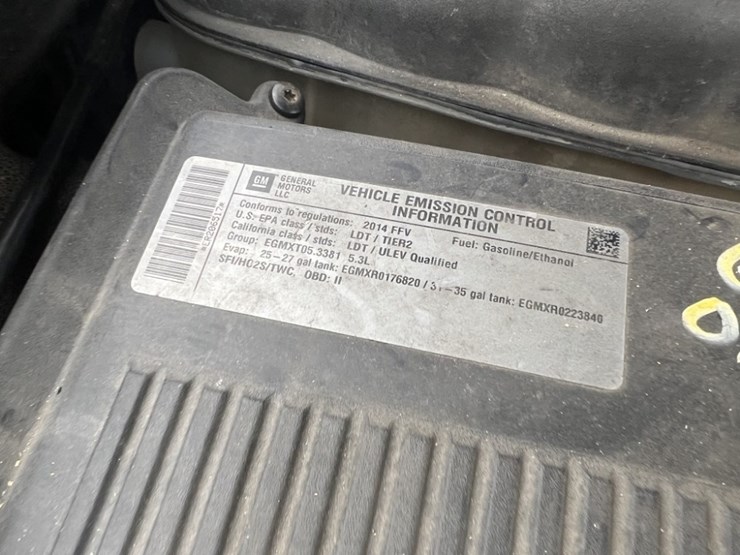 GM
GENERAL
MOTORS
LLC
VEHICLE EMISSION CONTROL
INFORMATION
Conforms to regulations: 2014 FFV Fuel: Gasoline/Ethanol
U.S. EPA class / stds: LDT / TIER2
California class / stds: LDT / ULEV Qualified
Group: EGMXT05.3381 5.3L
Evap: 25-27 gal tank: EGMXR0176820 / 31-35 gal tank: EGMXR0223840
SFI/HO2S/TWC, OBD: II